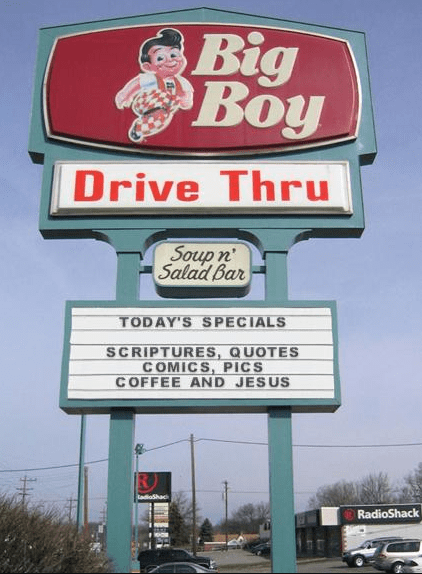 Big
Boy
Drive Thru
Soup n'
Salad Bar
TODAY'S SPECIALS
SCRIPTURES, QUOTES
COMICS, PICS
COFFEE AND JESUS
R
RadioShack
R RadioShack